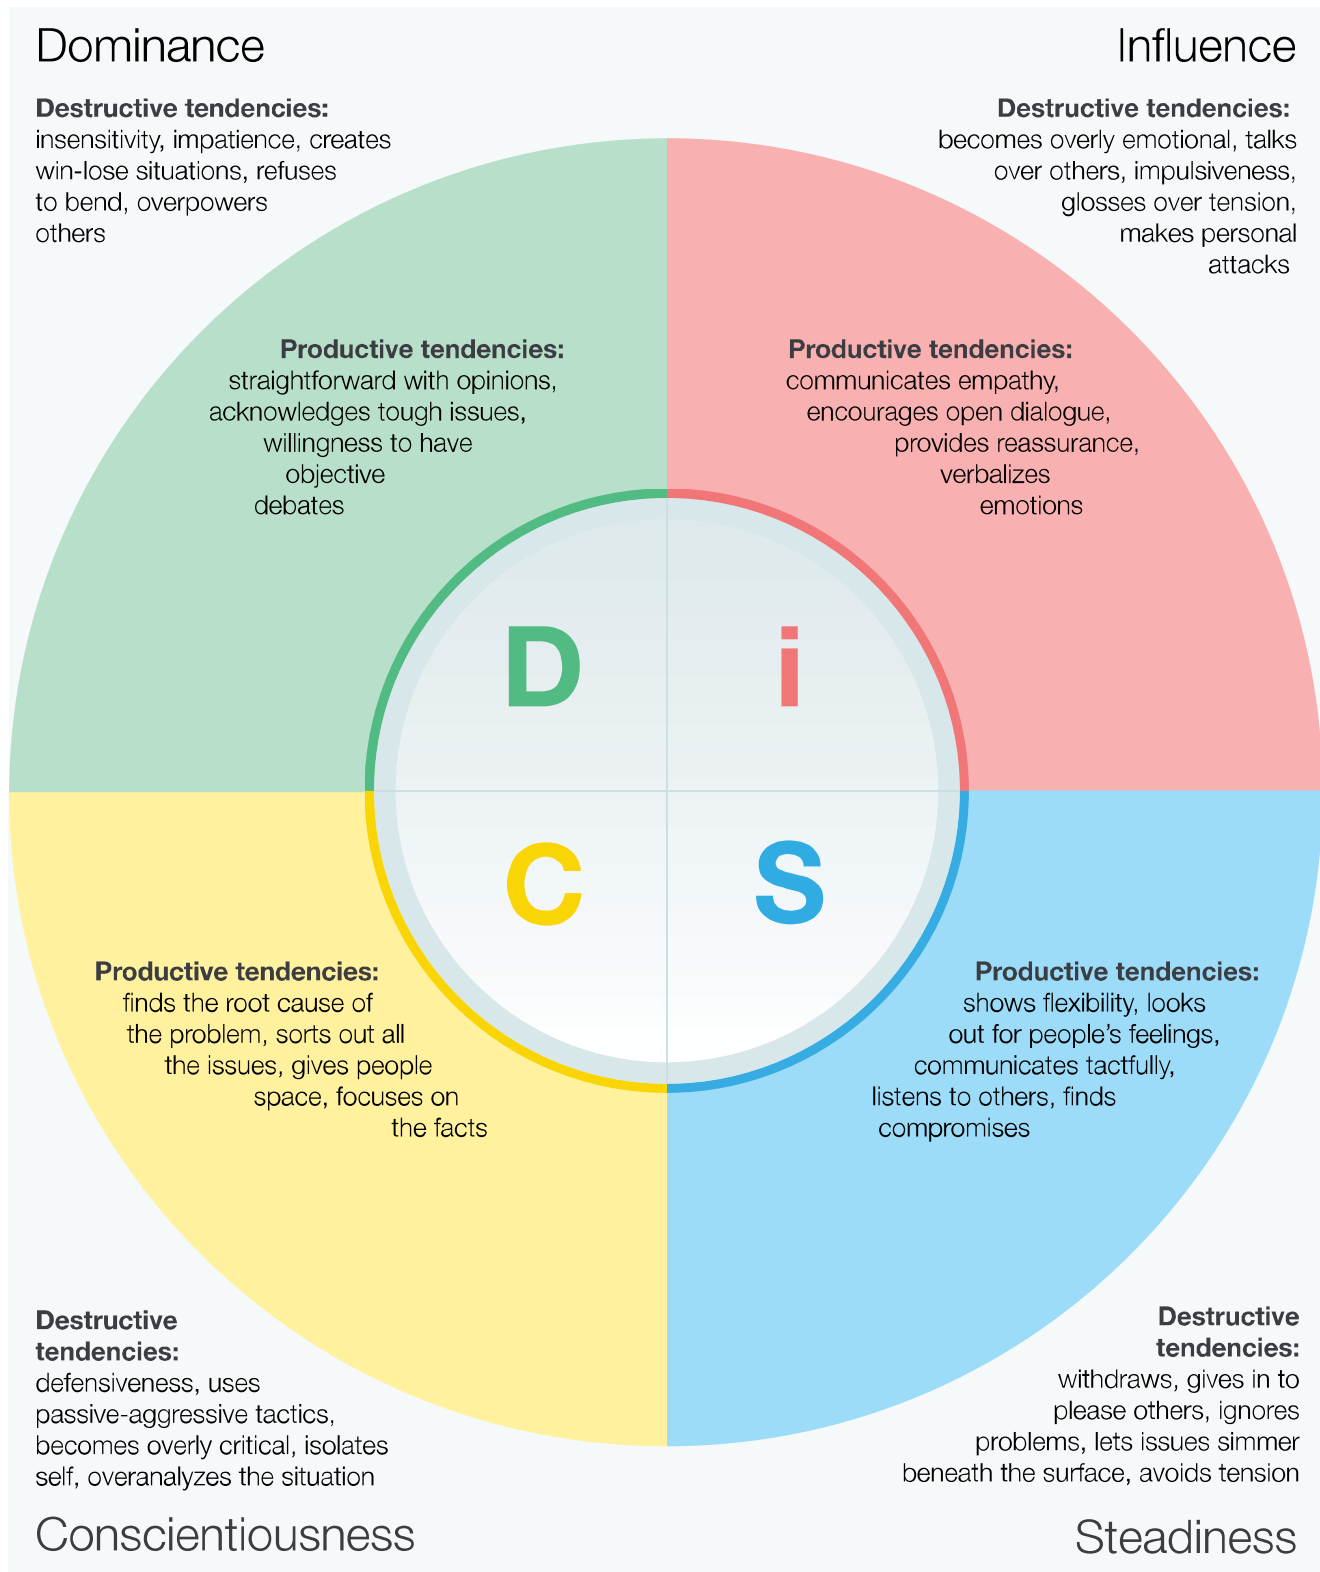 Dominance
Destructive tendencies:
insensitivity, impatience, creates
win-lose situations, refuses
to bend, overpowers
others
Influence
Destructive tendencies:
becomes overly emotional, talks
over others, impulsiveness,
glosses over tension,
makes personal
attacks
Productive tendencies:
straightforward with opinions,
acknowledges tough issues,
willingness to have
objective
debates
Productive tendencies:
communicates empathy,
encourages open dialogue,
provides reassurance,
verbalizes
emotions
D
i
C
S
Productive tendencies:
finds the root cause of
the problem, sorts out all
the issues, gives people
space, focuses on
the facts
Productive tendencies:
shows flexibility, looks
out for people’s feelings,
communicates tactfully,
listens to others, finds
compromises
Destructive
tendencies:
defensiveness, uses
passive-aggressive tactics,
becomes overly critical, isolates
self, overanalyzes the situation
Conscientiousness
Destructive
tendencies:
withdraws, gives in to
please others, ignores
problems, lets issues simmer
beneath the surface, avoids tension
Steadiness